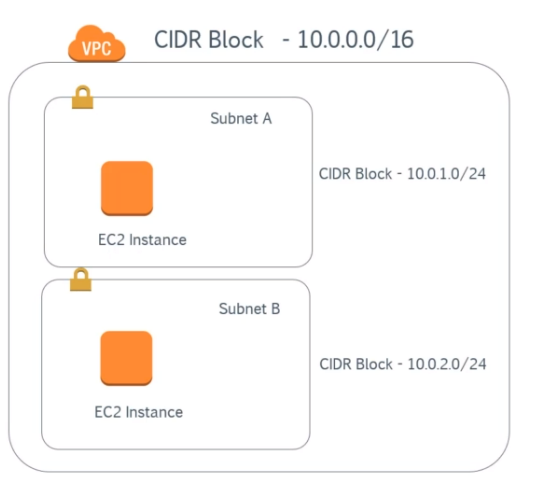 VPC
CIDR Block - 10.0.0.0/16
Subnet A
CIDR Block - 10.0.1.0/24
EC2 Instance
Subnet B
CIDR Block - 10.0.2.0/24
EC2 Instance